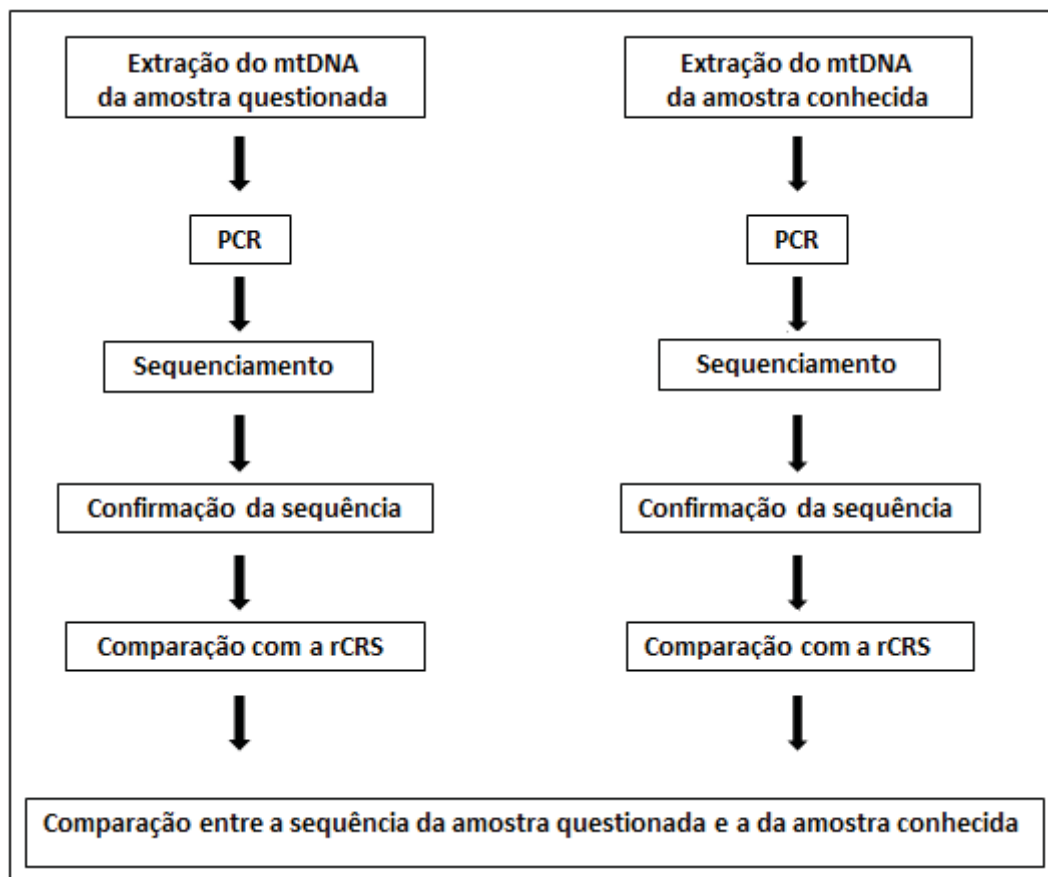 Extração do mtDNA
da amostra questionada
PCR
Sequenciamento
Confirmação da sequência
Comparação com a rCRS
Extração do mtDNA
da amostra conhecida
PCR
Sequenciamento
Confirmação da sequência
Comparação com a rCRS
Comparação entre a sequência da amostra questionada e a da amostra conhecida